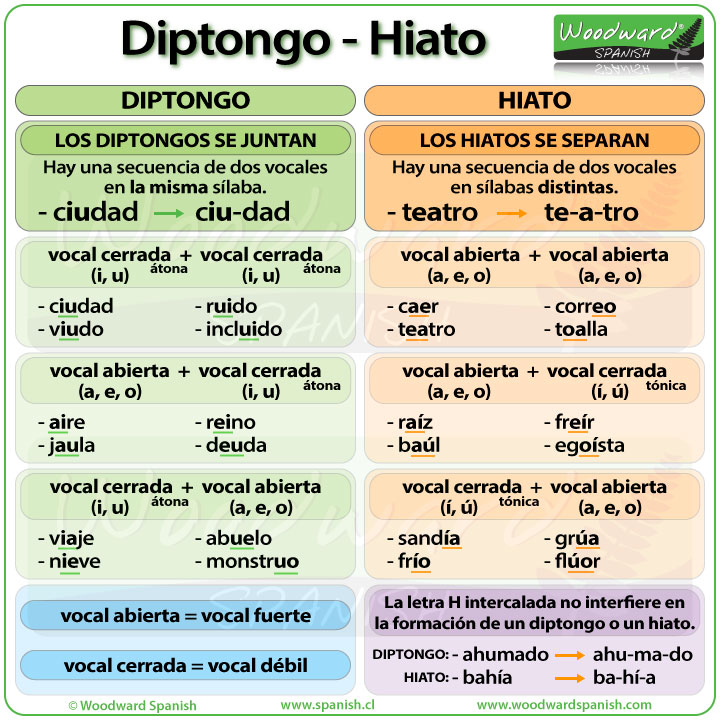 Diptongo - Hiato
Woodward®
SPANISH
DIPTONGO
LOS DIPTONGOS SE JUNTAN
Hay una secuencia de dos vocales
en la misma sílaba.
- ciudad → ciu-dad
vocal cerrada + vocal cerrada
(i, u) átona (i, u) átona
- ciudad - ruido
- viudo - incluido
vocal abierta + vocal cerrada
(a, e, o) (i, u) átona
- aire - reino
- jaula - deuda
vocal cerrada + vocal abierta
(i, u) átona (a, e, o)
- viaje - abuelo
- nieve - monstruo
vocal abierta = vocal fuerte
vocal cerrada = vocal débil
HIATO
LOS HIATOS SE SEPARAN
Hay una secuencia de dos vocales
en sílabas distintas.
- teatro → te-a-tro
vocal abierta + vocal abierta
(a, e, o) (a, e, o)
- caer - correo
- teatro - toalla
vocal abierta + vocal cerrada
(a, e, o) (í, ú) tónica
- raíz - freír
- baúl - egoísta
vocal cerrada + vocal abierta
(í, ú) tónica (a, e, o)
- sandía - grúa
- frío - flúor
La letra H intercalada no interfiere en
la formación de un diptongo o un hiato.
DIPTONGO: - ahumado → ahu-ma-do
HIATO: - bahía → ba-hí-a
© Woodward Spanish www.spanish.cl www.woodwardspanish.com